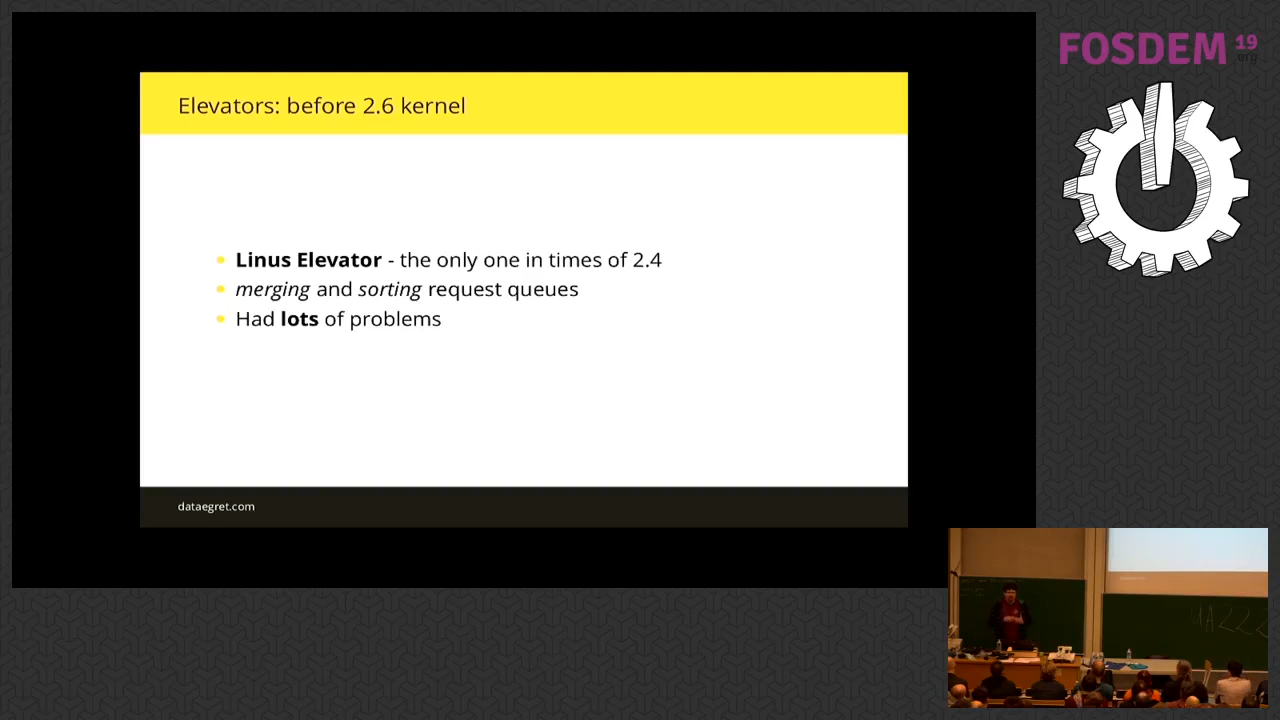 Elevators: before 2.6 kernel
Linus Elevator - the only one in times of 2.4
merging and sorting request queues
Had lots of problems
dataegret.com
FOSDEM 19
.org